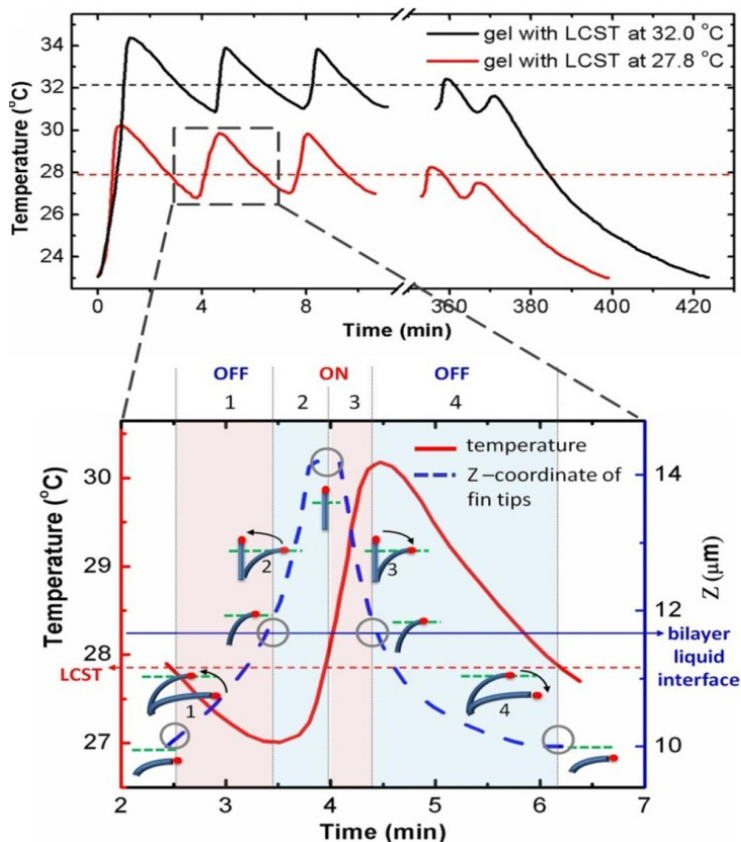 gel with LCST at 32.0 °C
gel with LCST at 27.8 °C
Temperature (°C)
34
32
30
28
26
24
0
4
8
360
380
400
420
Time (min)
OFF
ON
OFF
1
2
3
4
temperature
Z –coordinate of
fin tips
Temperature (°C)
30
29
28
27
LCST
14
12
10
Z (μm)
bilayer
liquid
interface
2
3
1
4
2
3
4
5
6
7
Time (min)